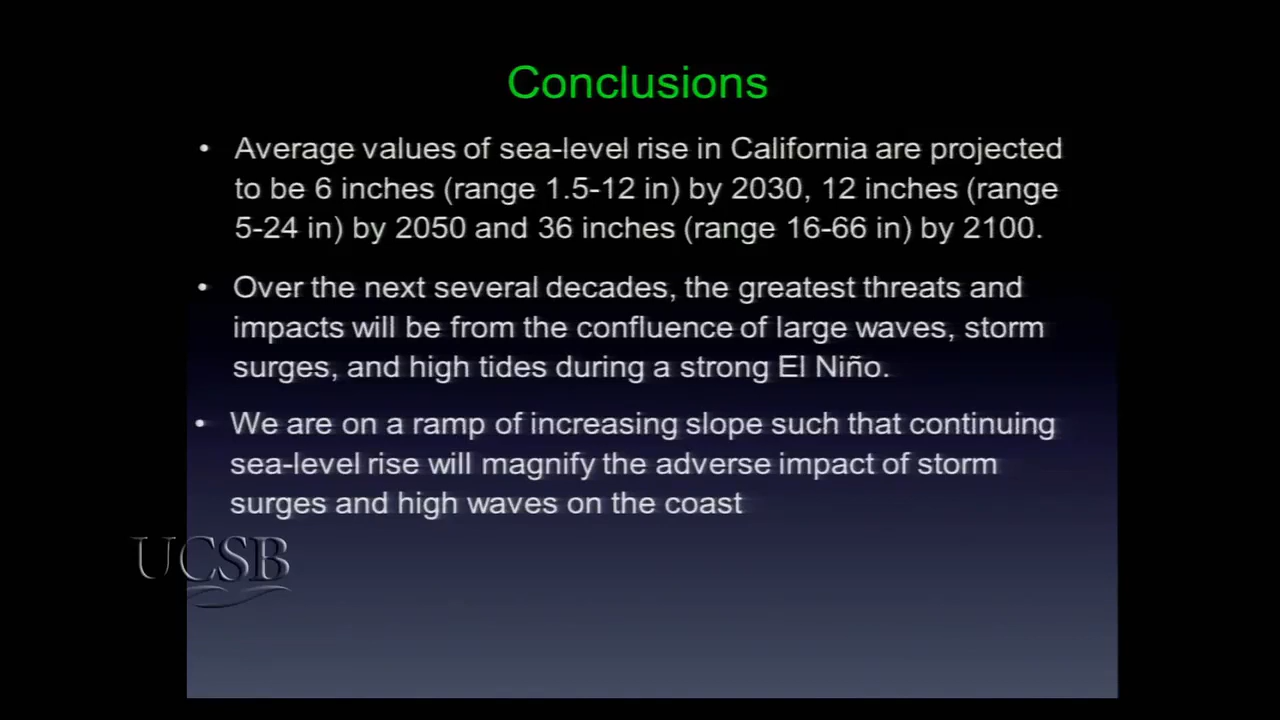 Conclusions
• Average values of sea-level rise in California are projected
to be 6 inches (range 1.5-12 in) by 2030, 12 inches (range
5-24 in) by 2050 and 36 inches (range 16-66 in) by 2100.
• Over the next several decades, the greatest threats and
impacts will be from the confluence of large waves, storm
surges, and high tides during a strong El Niño.
• We are on a ramp of increasing slope such that continuing
sea-level rise will magnify the adverse impact of storm
surges and high waves on the coast
UCSB